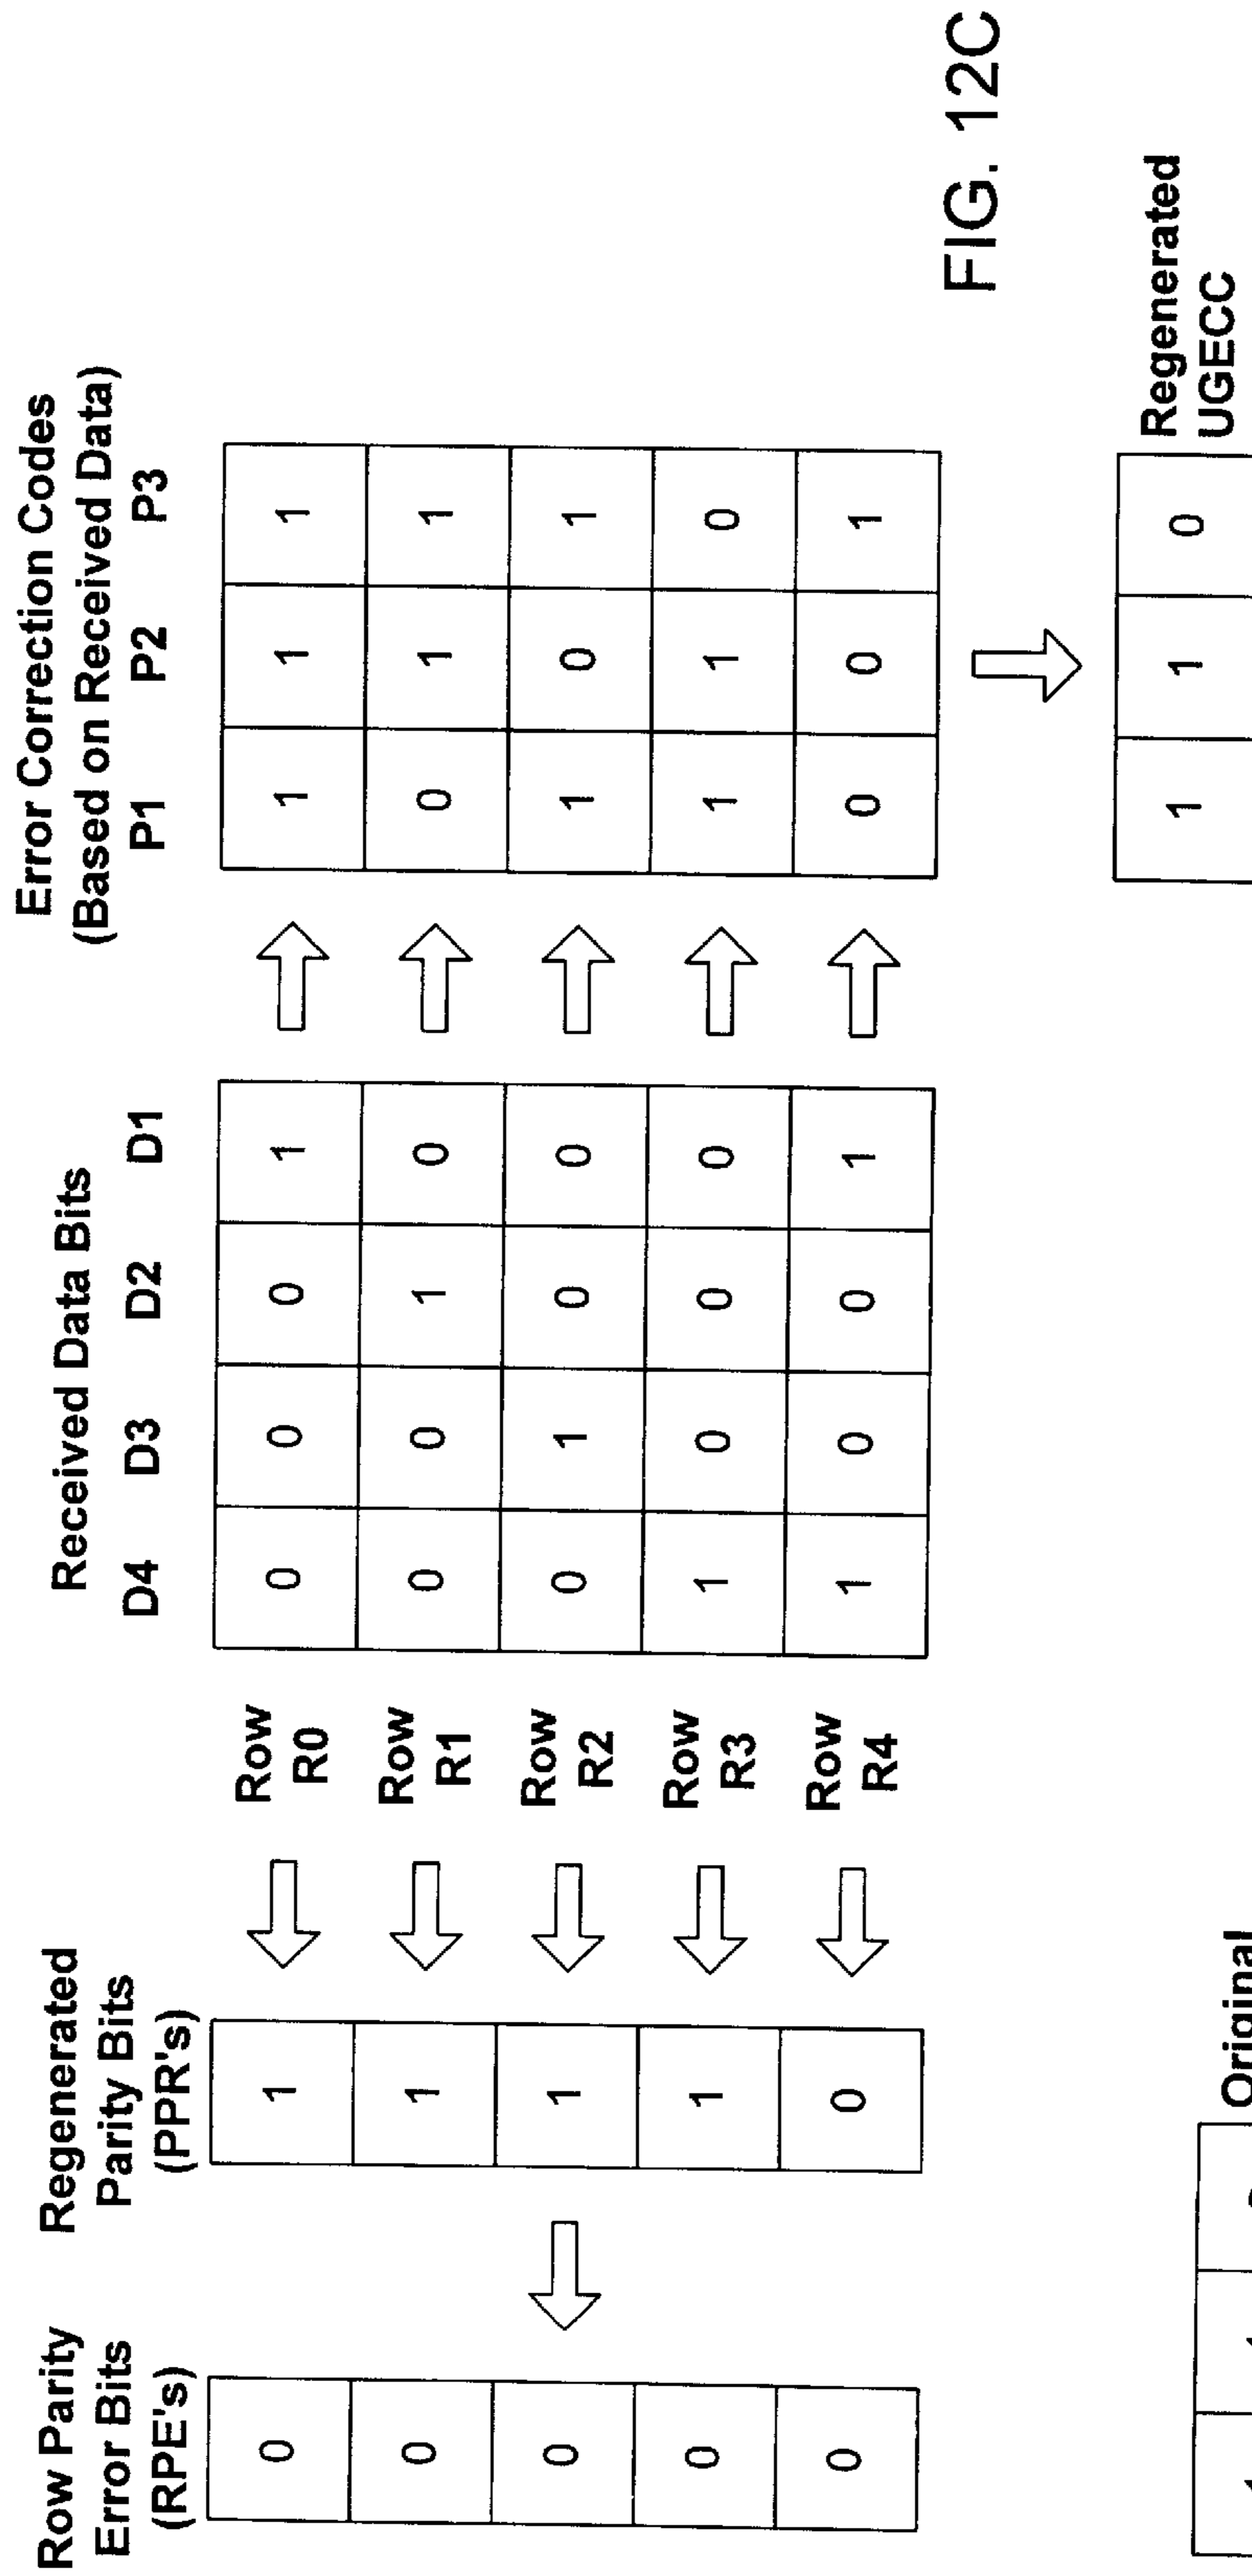 Row Parity
Error Bits
(RPE's)
0
0
0
0
0
Regenerated
Parity Bits
(PPR's)
1
1
1
1
0
Row
R0
Row
R1
Row
R2
Row
R3
Row
R4
Received Data Bits
D4 D3 D2 D1
0 0 0 1
0 0 1 0
0 1 0 0
1 0 0 0
1 0 0 1
Error Correction Codes
(Based on Received Data)
P1 P2 P3
1 1 1
0 1 1
1 0 1
1 1 0
0 0 1
1 1 0
Regenerated
UGECC
Original
FIG. 12C